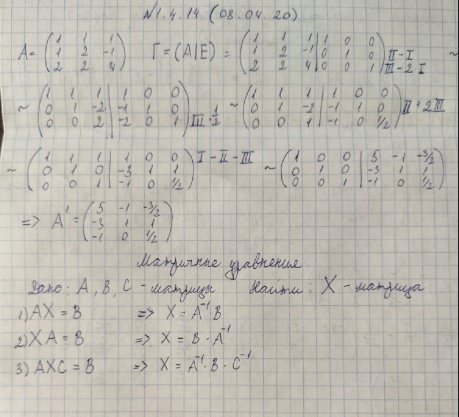 №1.4.14 (08.04.20)
A = (1 1 1; 1 2 -1; 2 2 4) Г = (A|E) = (1 1 1 | 1 0 0; 1 2 -1 | 0 1 0; 2 2 4 | 0 0 1) II - I III - 2 I ~
~ (1 1 1 | 1 0 0; 0 1 -2 | -1 1 0; 0 0 2 | -2 0 1) III · 1/2 ~ (1 1 1 | 1 0 0; 0 1 -2 | -1 1 0; 0 0 1 | -1 0 1/2) II + 2III
~ (1 1 1 | 1 0 0; 0 1 0 | -3 1 1; 0 0 1 | -1 0 1/2) I - II - III ~ (1 0 0 | 5 -1 -3/2; 0 1 0 | -3 1 1; 0 0 1 | -1 0 1/2)
=> A⁻¹ = (5 -1 -3/2; -3 1 1; -1 0 1/2)
Матричные уравнения
Дано: A, B, C - матрицы Найти: X - матрица
1) AX = B => X = A⁻¹B
2) XA = B => X = B · A⁻¹
3) AXC = B => X = A⁻¹ · B · C⁻¹